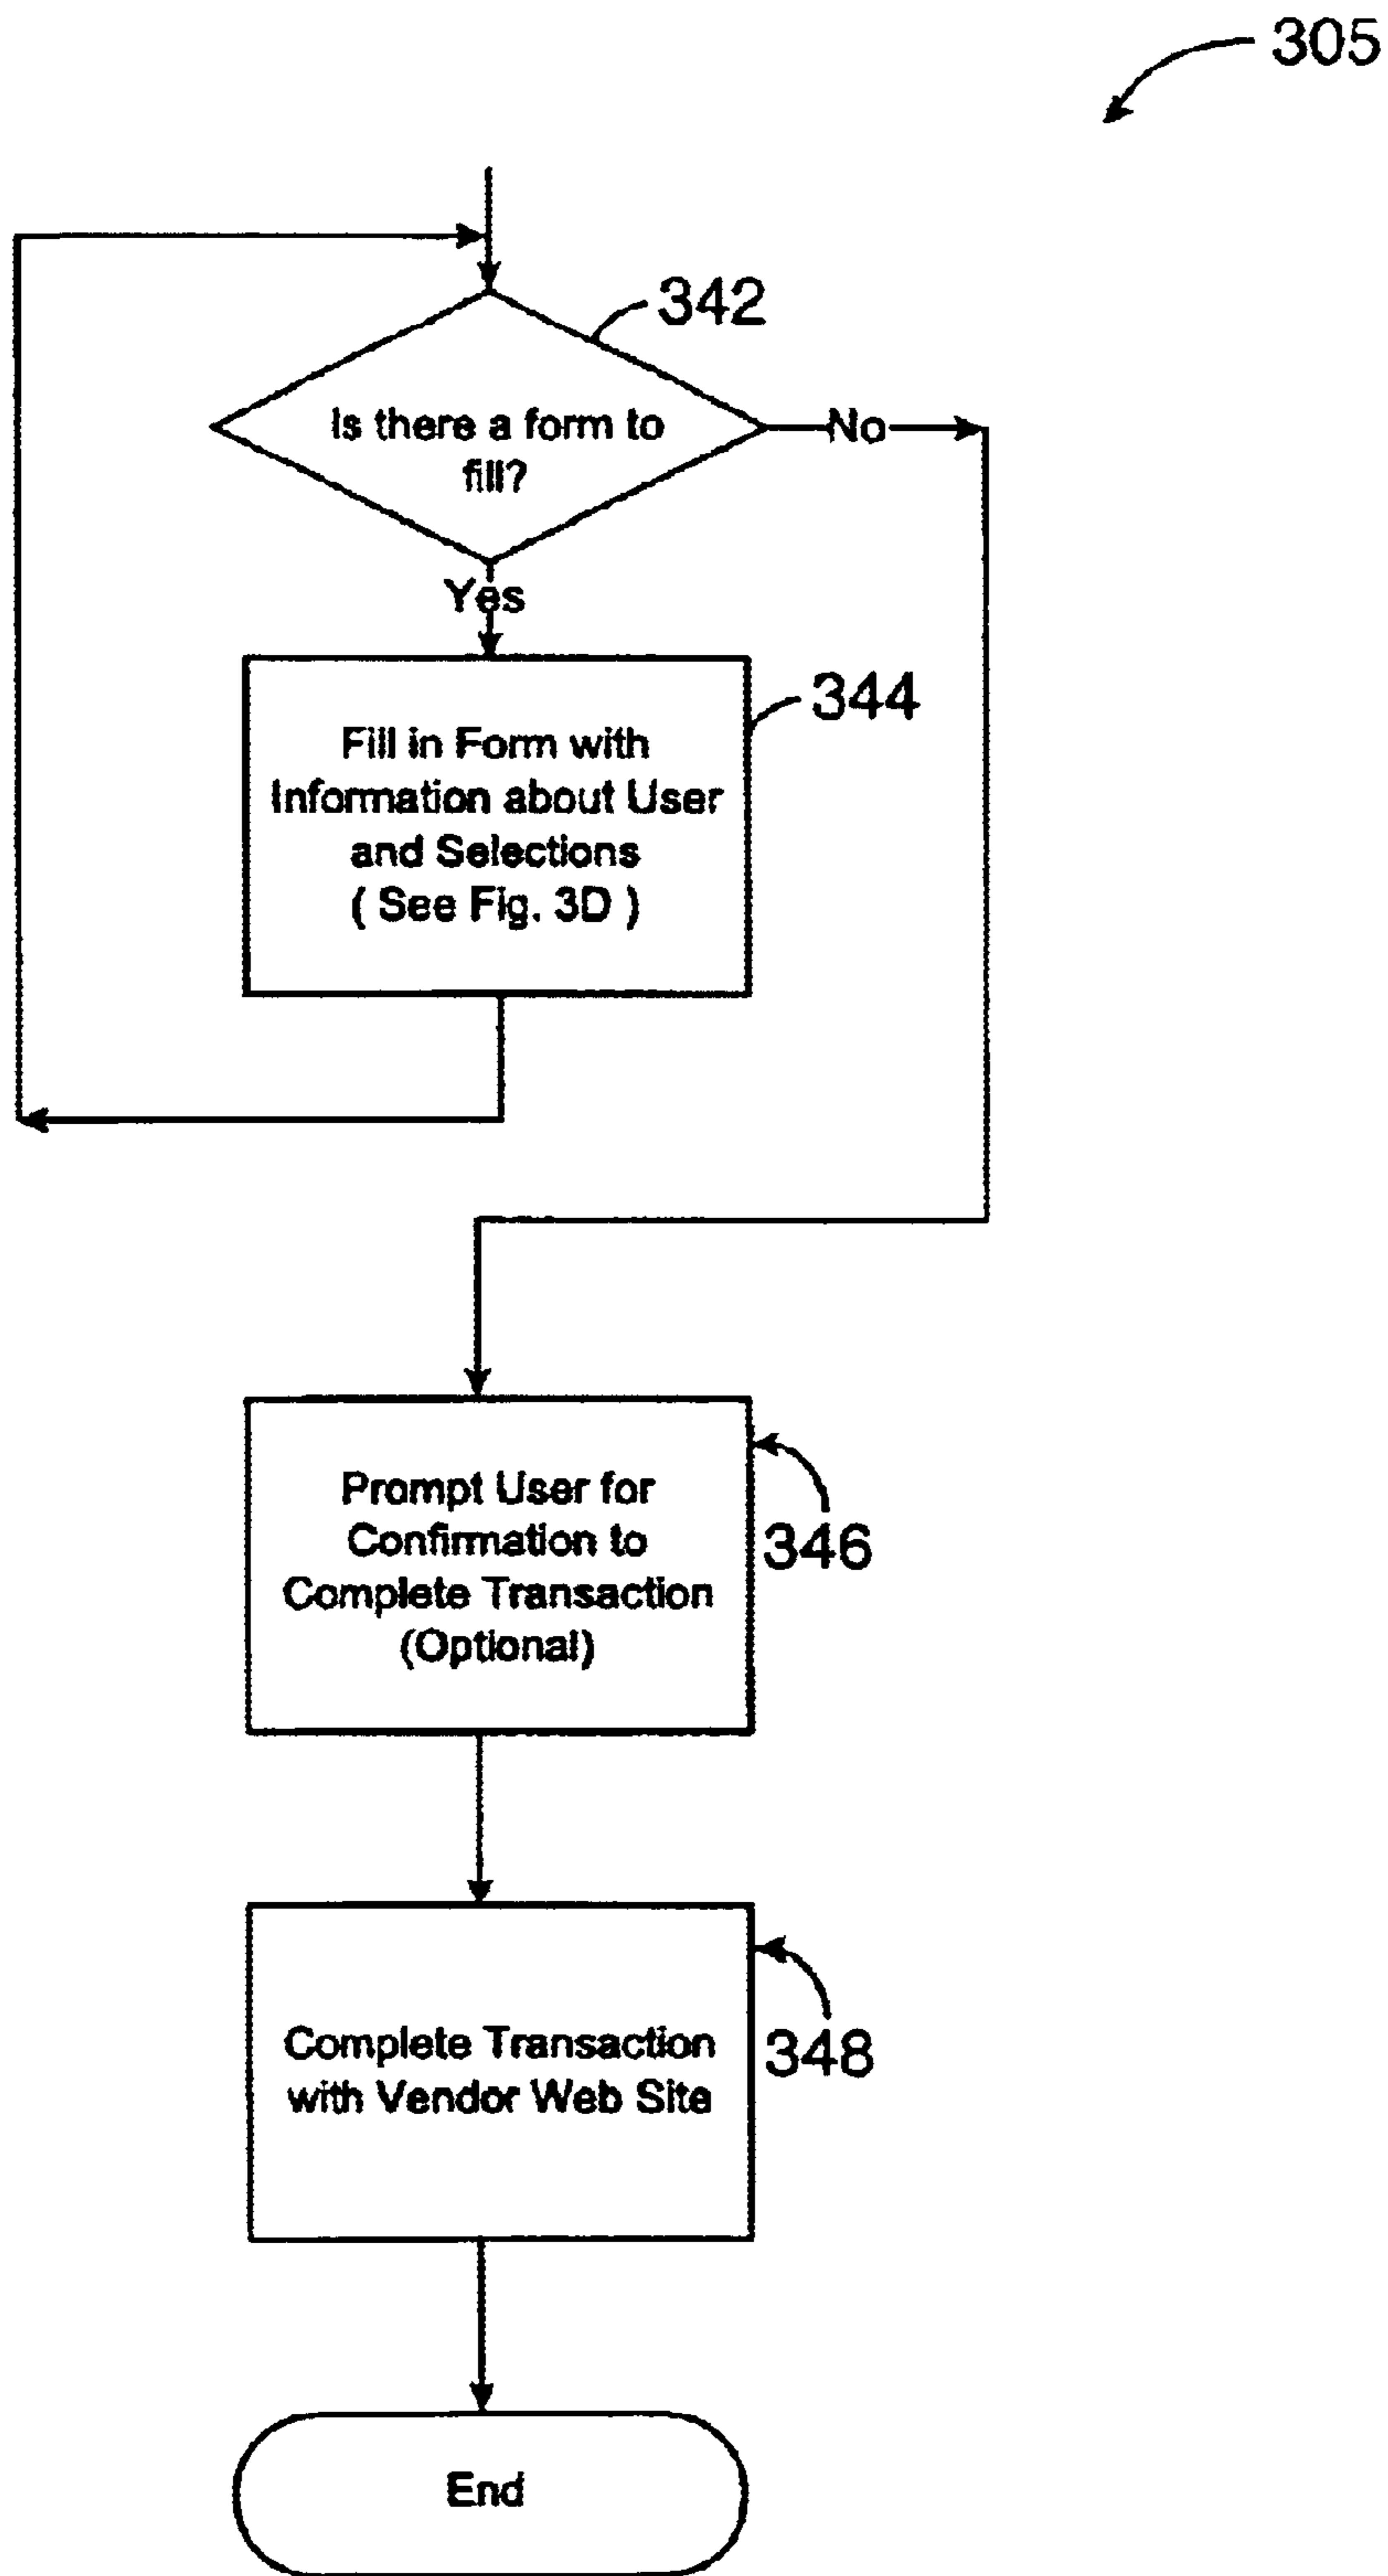 305
342
Is there a form to
fill?
No
Yes
344
Fill in Form with
Information about User
and Selections
( See Fig. 3D )
Prompt User for
Confirmation to
Complete Transaction
(Optional)
346
Complete Transaction
with Vendor Web Site
348
End